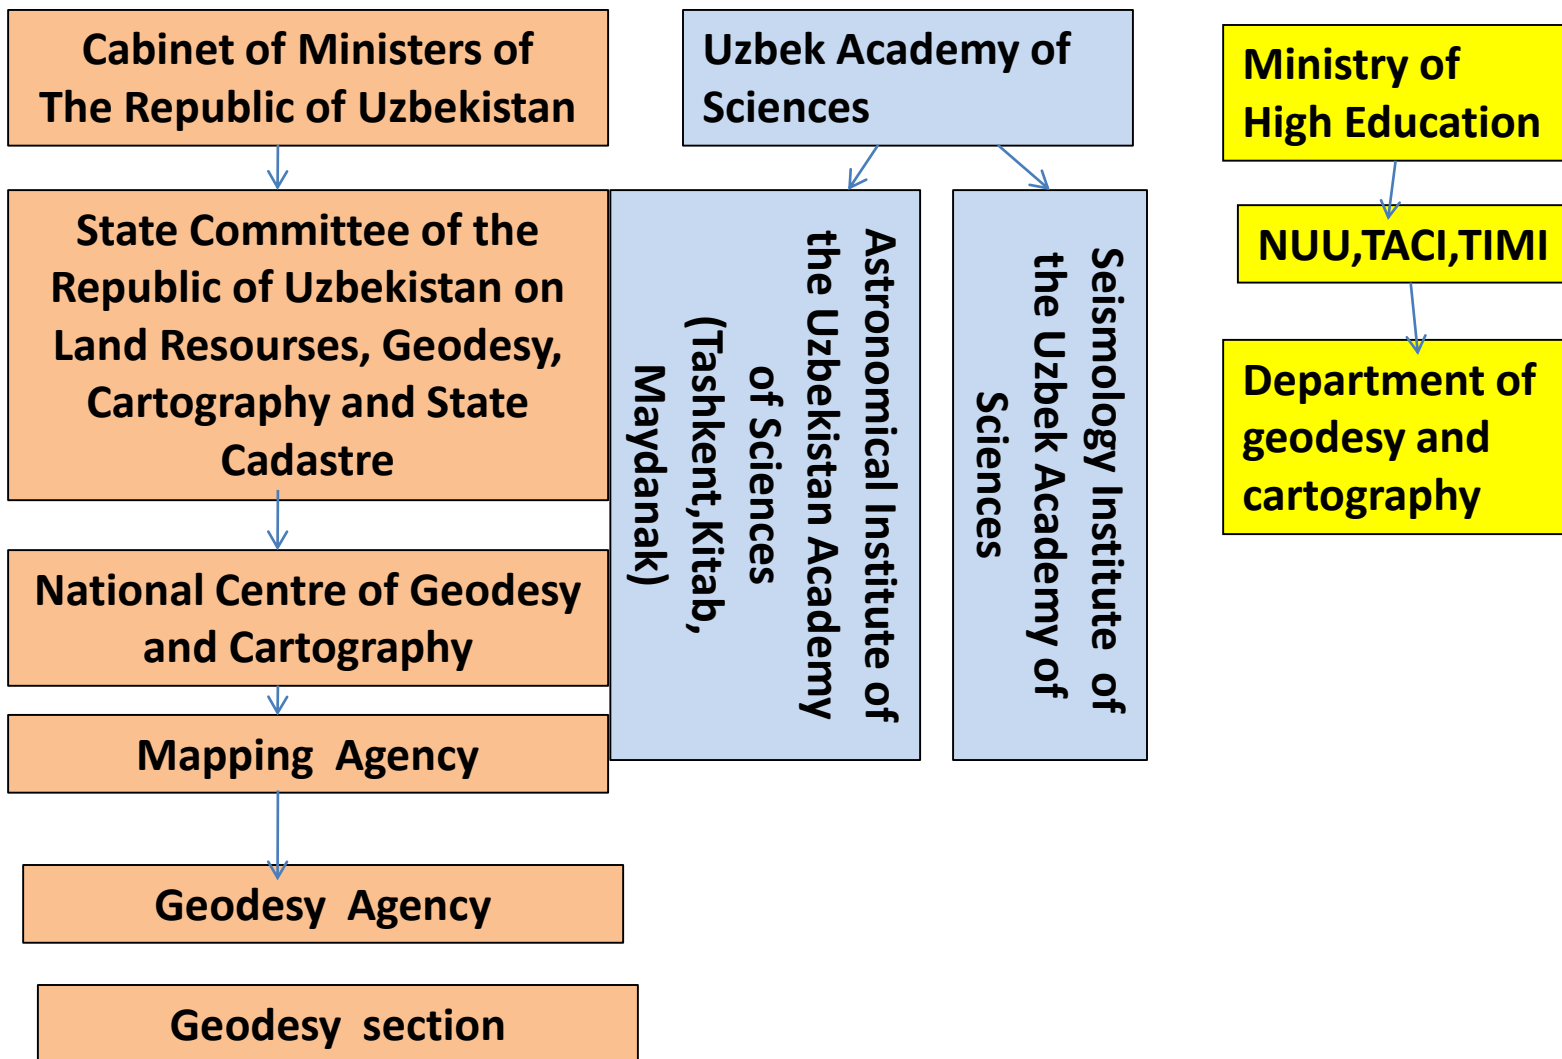 Cabinet of Ministers of
The Republic of Uzbekistan
State Committee of the
Republic of Uzbekistan on
Land Resourses, Geodesy,
Cartography and State
Cadastre
National Centre of Geodesy
and Cartography
Mapping Agency
Geodesy Agency
Geodesy section
Uzbek Academy of
Sciences
Astronomical Institute of
the Uzbekistan Academy
of Sciences
(Tashkent,Kitab,
Maydanak)
Seismology Institute of
the Uzbek Academy of
Sciences
Ministry of
High Education
NUU,TACI,TIMI
Department of
geodesy and
cartography